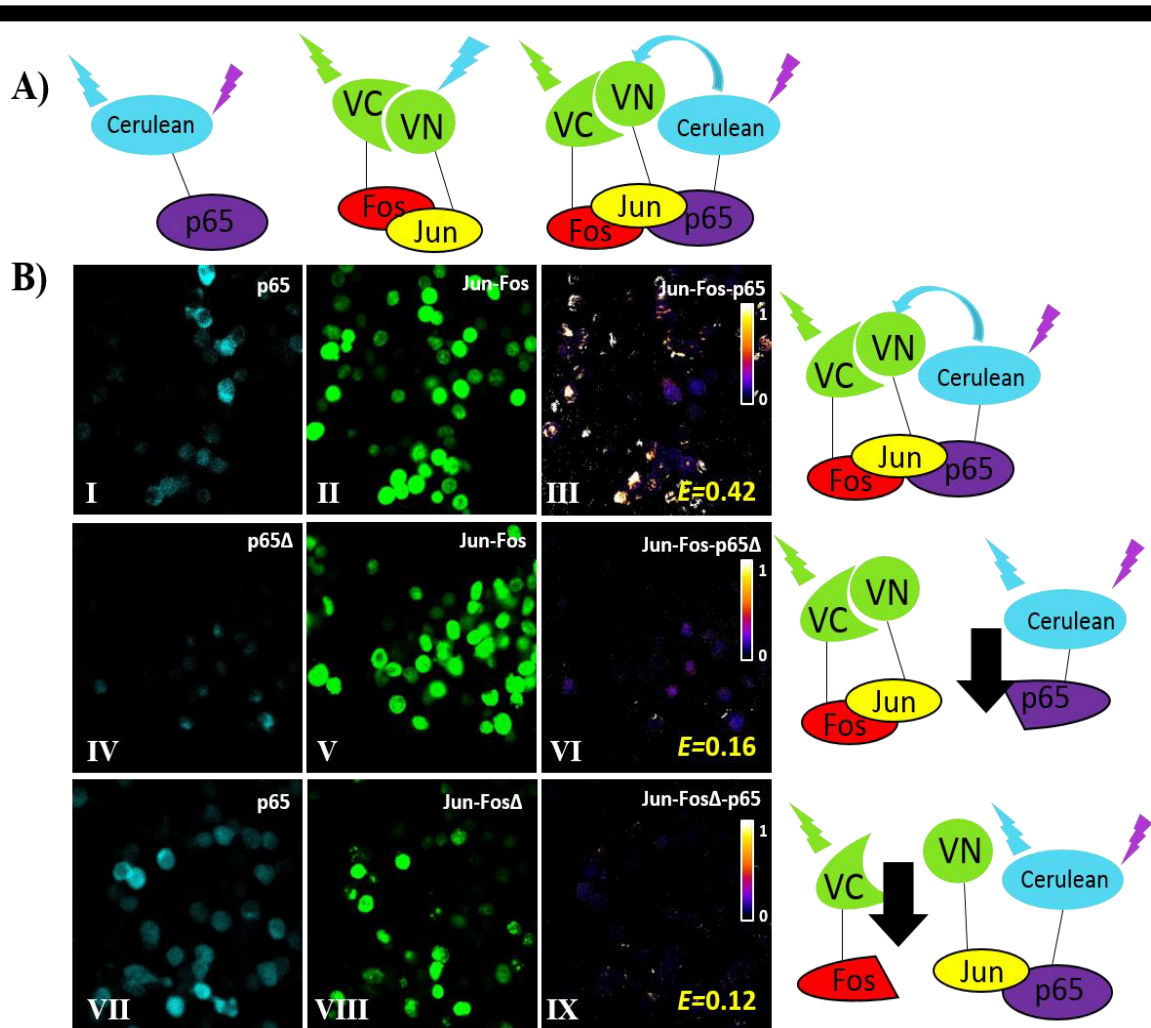 A)
Cerulean
p65
VC
VN
Fos
Jun
VC
VN
Cerulean
Fos
Jun
p65
B)
p65
I
Jun-Fos
II
Jun-Fos-p65
1
0
III
E=0.42
VC
VN
Cerulean
Fos
Jun
p65
p65Δ
IV
Jun-Fos
V
Jun-Fos-p65Δ
1
0
VI
E=0.16
VC
VN
Cerulean
Fos
Jun
p65
p65
VII
Jun-FosΔ
VIII
Jun-FosΔ-p65
1
0
IX
E=0.12
VC
VN
Cerulean
Fos
Jun
p65